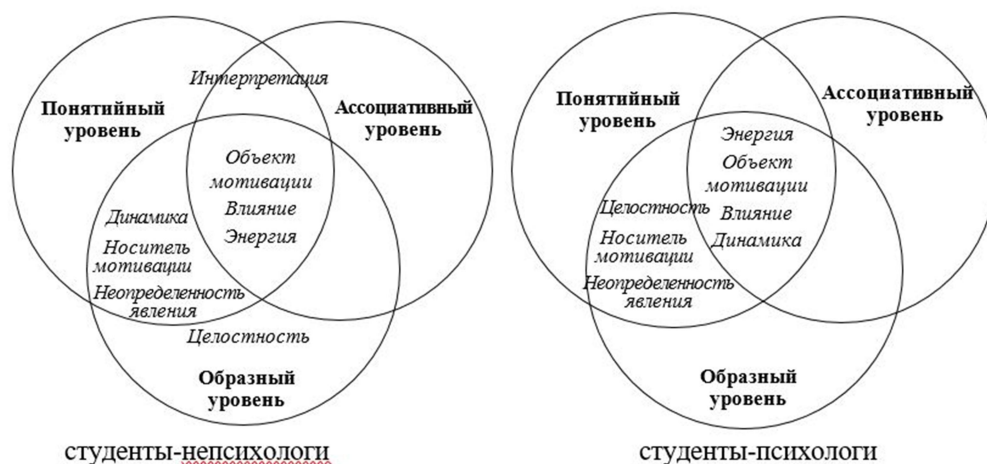 Интерпретация
Понятийный
уровень
Ассоциативный
уровень
Объект
мотивации
Влияние
Энергия
Динамика
Носитель
мотивации
Неопределенность
явления
Целостность
Образный
уровень
студенты-непсихологи
Понятийный
уровень
Ассоциативный
уровень
Энергия
Объект
мотивации
Влияние
Динамика
Целостность
Носитель
мотивации
Неопределенность
явления
Образный
уровень
студенты-психологи